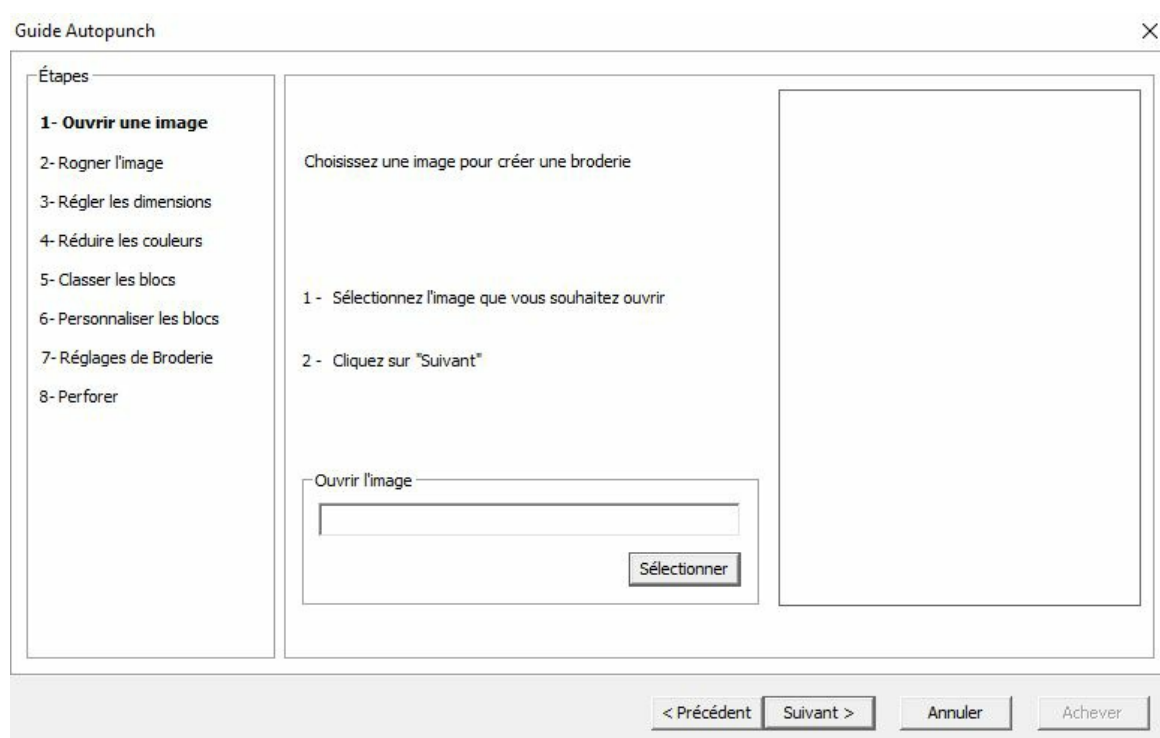 Guide Autopunch
Étapes
1- Ouvrir une image
2- Rogner l'image
3- Régler les dimensions
4- Réduire les couleurs
5- Classer les blocs
6- Personnaliser les blocs
7- Réglages de Broderie
8- Perforer
Choisissez une image pour créer une broderie
1 - Sélectionnez l'image que vous souhaitez ouvrir
2 - Cliquez sur "Suivant"
Ouvrir l'image
Sélectionner
< Précédent Suivant > Annuler Achever